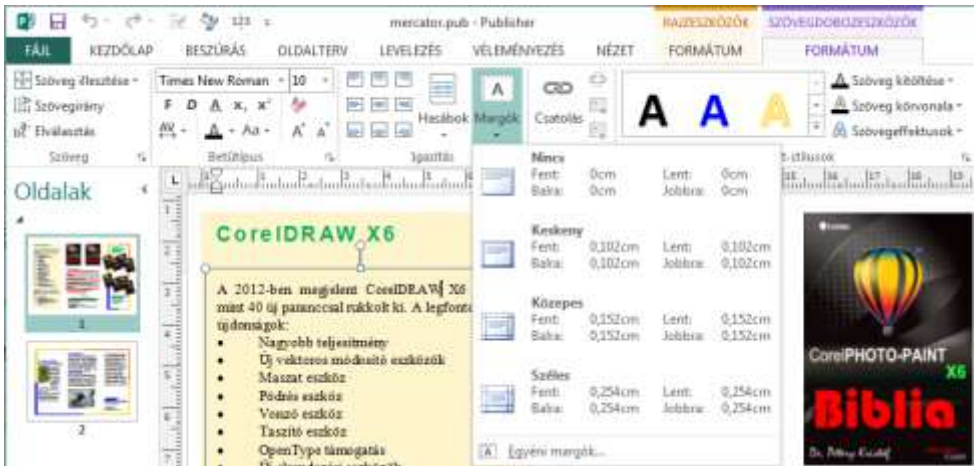 mercator.pub - Publisher
RAJZESZKÖZÖK SZÖVEGDOBOZESZKÖZÖK
FÁJL KEZDŐLAP BESZÚRÁS OLDALTERV LEVELEZÉS VÉLEMÉNYEZÉS NÉZET FORMÁTUM FORMÁTUM
Szöveg illesztése
Szövegirány
Elválasztás
Szöveg
Times New Roman 10
F D A x, x'
AV A Aa A A
Betűtípus
Hasábok
Igazítás
Margók
Csatolás
A A A
Szöveg kitöltése
Szöveg körvonala
Szövegeffektusok
t-stílusok
Nincs
Fent: 0cm Lent: 0cm
Balra: 0cm Jobbra: 0cm
Keskeny
Fent: 0,102cm Lent: 0,102cm
Balra: 0,102cm Jobbra: 0,102cm
Közepes
Fent: 0,152cm Lent: 0,152cm
Balra: 0,152cm Jobbra: 0,152cm
Széles
Fent: 0,254cm Lent: 0,254cm
Balra: 0,254cm Jobbra: 0,254cm
Egyéni margók...
Oldalak
1
2
CorelDRAW X6
A 2012-ben megjelent CorelDRAW X6
mint 40 új paranccsal rukkolt ki. A legfont
újdonságok:
• Nagyobb teljesítmény
• Új vektoros módosító eszközök
• Maszat eszköz
• Pödrés eszköz
• Vonzó eszköz
• Taszító eszköz
• OpenType támogatás
CorelPHOTO-PAINT
X6
Biblia